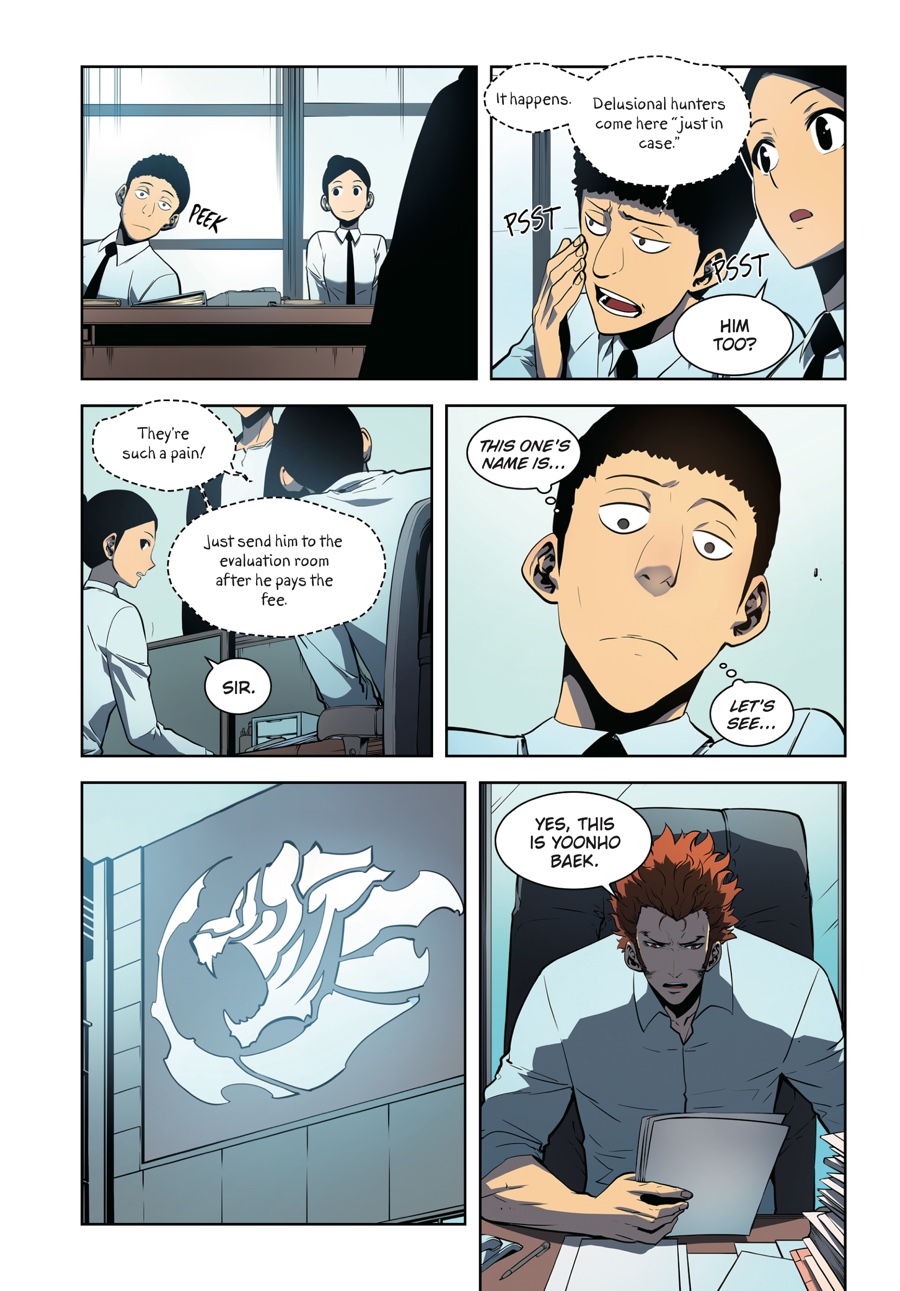 PEEK
It happens.
Delusional hunters
come here "just in
case."
PSST
PSST
HIM
TOO?
They're
such a pain!
Just send him to the
evaluation room
after he pays the
fee.
SIR.
THIS ONE'S
NAME IS...
LET'S
SEE...
YES, THIS
IS YOONHO
BAEK.